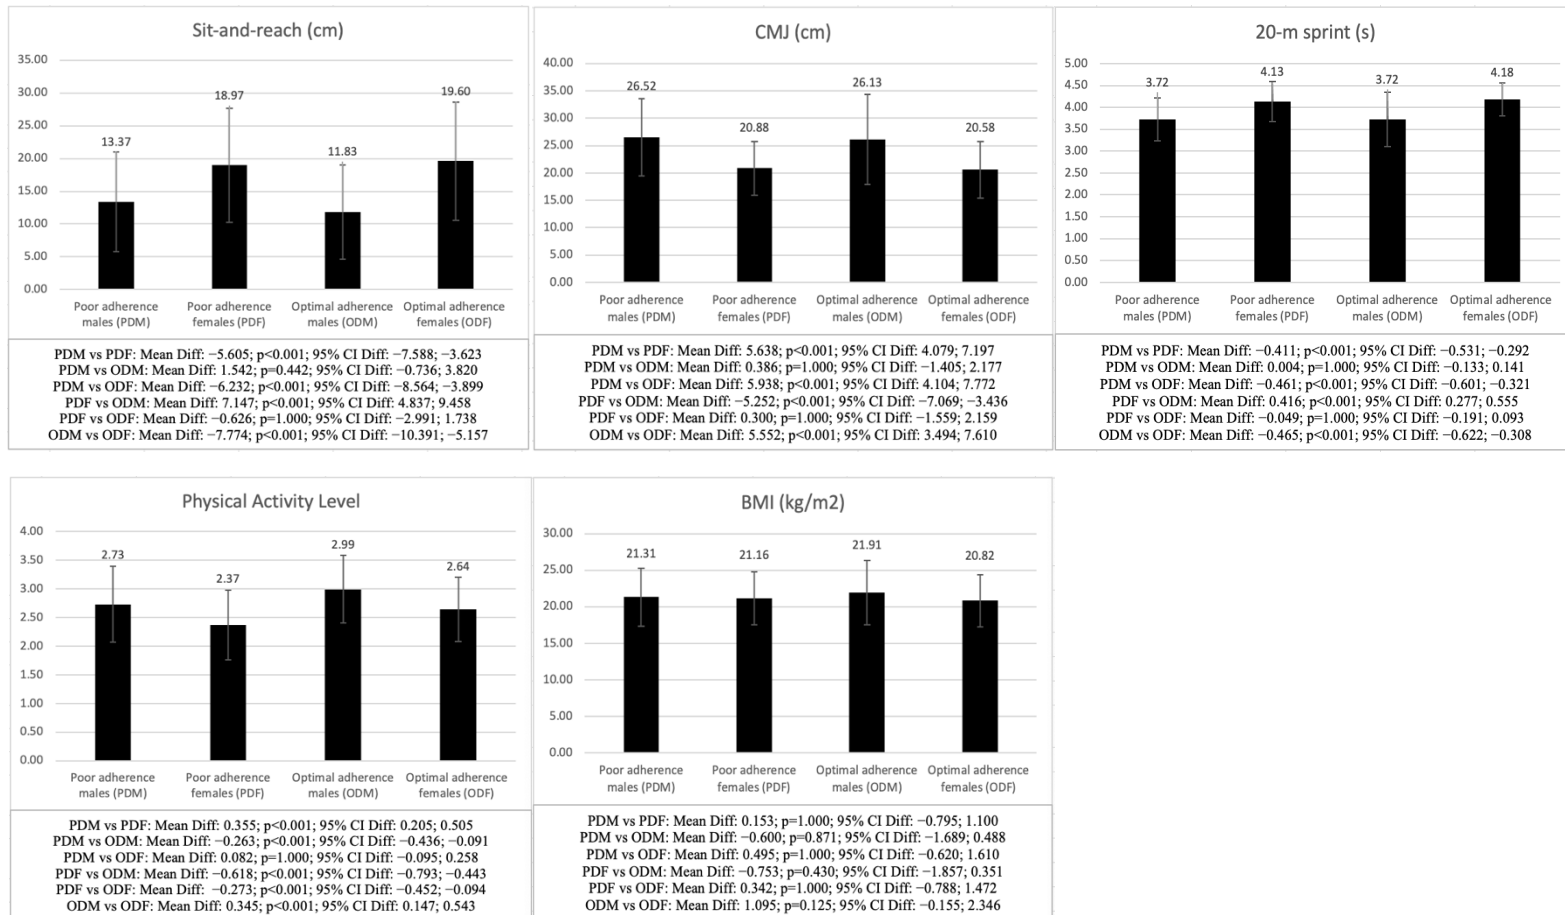 Sit-and-reach (cm)
35.00
30.00
25.00
20.00
15.00
10.00
5.00
0.00
13.37
18.97
11.83
19.60
Poor adherence Poor adherence Optimal adherence Optimal adherence
males (PDM) females (PDF) males (ODM) females (ODF)
PDM vs PDF: Mean Diff: −5.605; p<0.001; 95% CI Diff: −7.588; −3.623
PDM vs ODM: Mean Diff: 1.542; p=0.442; 95% CI Diff: −0.736; 3.820
PDM vs ODF: Mean Diff: −6.232; p<0.001; 95% CI Diff: −8.564; −3.899
PDF vs ODM: Mean Diff: 7.147; p<0.001; 95% CI Diff: 4.837; 9.458
PDF vs ODF: Mean Diff: −0.626; p=1.000; 95% CI Diff: −2.991; 1.738
ODM vs ODF: Mean Diff: −7.774; p<0.001; 95% CI Diff: −10.391; −5.157
CMJ (cm)
40.00
35.00
30.00
25.00
20.00
15.00
10.00
5.00
0.00
26.52
20.88
26.13
20.58
Poor adherence Poor adherence Optimal adherence Optimal adherence
males (PDM) females (PDF) males (ODM) females (ODF)
PDM vs PDF: Mean Diff: 5.638; p<0.001; 95% CI Diff: 4.079; 7.197
PDM vs ODM: Mean Diff: 0.386; p=1.000; 95% CI Diff: −1.405; 2.177
PDM vs ODF: Mean Diff: 5.938; p<0.001; 95% CI Diff: 4.104; 7.772
PDF vs ODM: Mean Diff: −5.252; p<0.001; 95% CI Diff: −7.069; −3.436
PDF vs ODF: Mean Diff: 0.300; p=1.000; 95% CI Diff: −1.559; 2.159
ODM vs ODF: Mean Diff: 5.552; p<0.001; 95% CI Diff: 3.494; 7.610
20-m sprint (s)
5.00
4.50
4.00
3.50
3.00
2.50
2.00
1.50
1.00
0.50
0.00
3.72
4.13
3.72
4.18
Poor adherence Poor adherence Optimal adherence Optimal adherence
males (PDM) females (PDF) males (ODM) females (ODF)
PDM vs PDF: Mean Diff: −0.411; p<0.001; 95% CI Diff: −0.531; −0.292
PDM vs ODM: Mean Diff: 0.004; p=1.000; 95% CI Diff: −0.133; 0.141
PDM vs ODF: Mean Diff: −0.461; p<0.001; 95% CI Diff: −0.601; −0.321
PDF vs ODM: Mean Diff: 0.416; p<0.001; 95% CI Diff: 0.277; 0.555
PDF vs ODF: Mean Diff: −0.049; p=1.000; 95% CI Diff: −0.191; 0.093
ODM vs ODF: Mean Diff: −0.465; p<0.001; 95% CI Diff: −0.622; −0.308
Physical Activity Level
4.00
3.50
3.00
2.50
2.00
1.50
1.00
0.50
0.00
2.73
2.37
2.99
2.64
Poor adherence Poor adherence Optimal adherence Optimal adherence
males (PDM) females (PDF) males (ODM) females (ODF)
PDM vs PDF: Mean Diff: 0.355; p<0.001; 95% CI Diff: 0.205; 0.505
PDM vs ODM: Mean Diff: −0.263; p<0.001; 95% CI Diff: −0.436; −0.091
PDM vs ODF: Mean Diff: 0.082; p=1.000; 95% CI Diff: −0.095; 0.258
PDF vs ODM: Mean Diff: −0.618; p<0.001; 95% CI Diff: −0.793; −0.443
PDF vs ODF: Mean Diff: −0.273; p<0.001; 95% CI Diff: −0.452; −0.094
ODM vs ODF: Mean Diff: 0.345; p<0.001; 95% CI Diff: 0.147; 0.543
BMI (kg/m2)
30.00
25.00
20.00
15.00
10.00
5.00
0.00
21.31
21.16
21.91
20.82
Poor adherence Poor adherence Optimal adherence Optimal adherence
males (PDM) females (PDF) males (ODM) females (ODF)
PDM vs PDF: Mean Diff: 0.153; p=1.000; 95% CI Diff: −0.795; 1.100
PDM vs ODM: Mean Diff: −0.600; p=0.871; 95% CI Diff: −1.689; 0.488
PDM vs ODF: Mean Diff: 0.495; p=1.000; 95% CI Diff: −0.620; 1.610
PDF vs ODM: Mean Diff: −0.753; p=0.430; 95% CI Diff: −1.857; 0.351
PDF vs ODF: Mean Diff: 0.342; p=1.000; 95% CI Diff: −0.788; 1.472
ODM vs ODF: Mean Diff: 1.095; p=0.125; 95% CI Diff: −0.155; 2.346